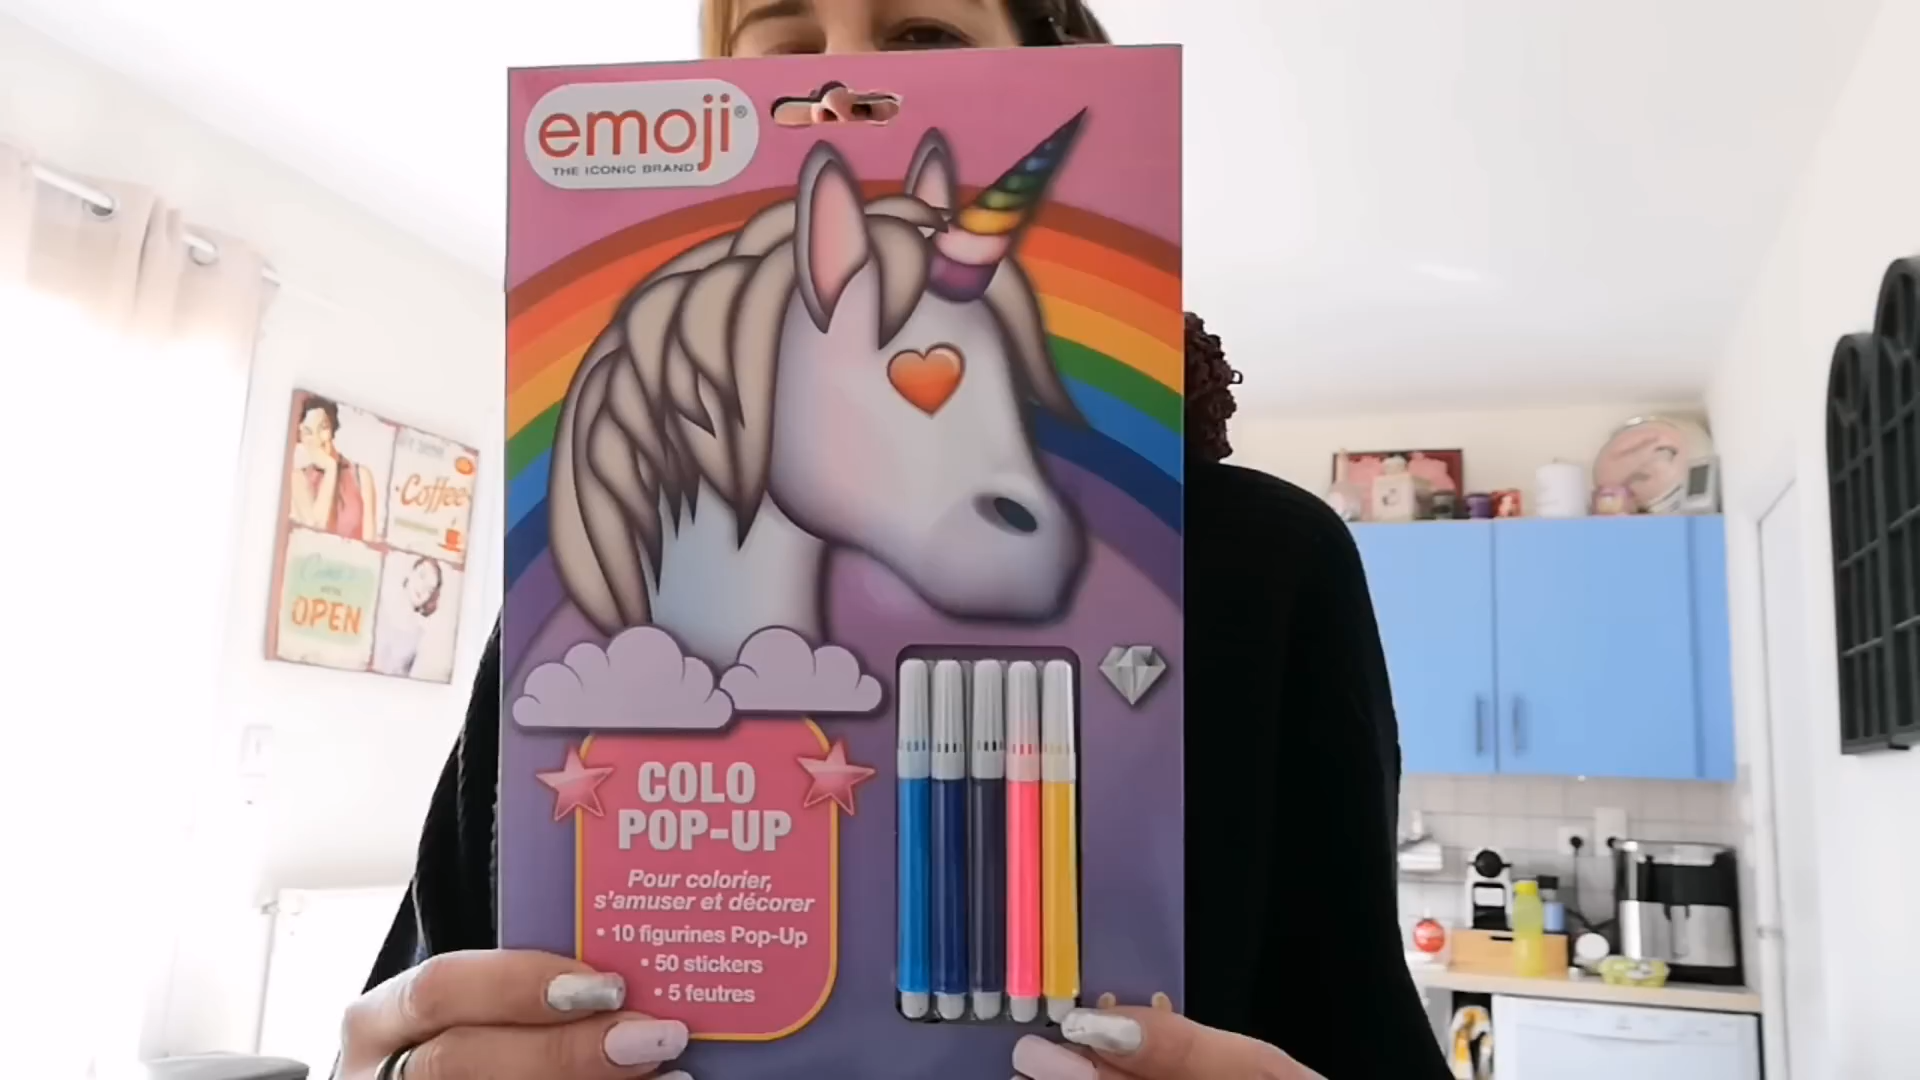 emoji®
THE ICONIC BRAND
COLO
POP-UP
Pour colorier,
s'amuser et décorer
• 10 figurines Pop-Up
• 50 stickers
• 5 feutres
Coffee
OPEN